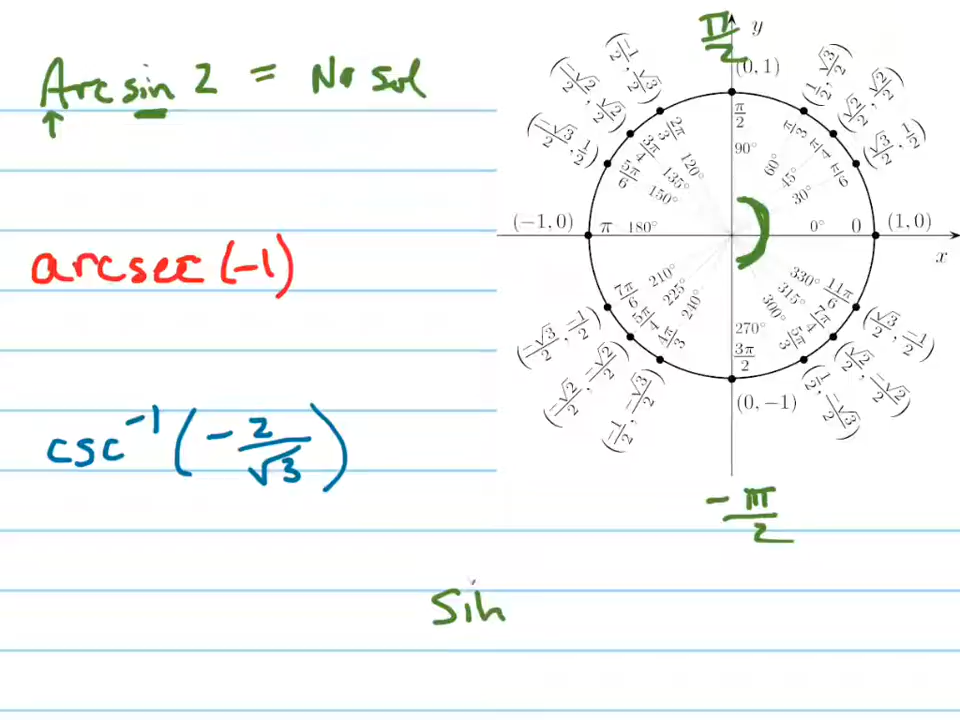 Arcsin 2 = No sol
arcsec (-1)
csc⁻¹ (-2/√3)
sin
π/2
y
(0, 1)
(1/2, √3/2)
(√2/2, √2/2)
(√3/2, 1/2)
(-1/2, √3/2)
(-√2/2, √2/2)
(-√3/2, 1/2)
π/2
90°
π/3
60°
π/4
45°
π/6
30°
2π/3
120°
3π/4
135°
5π/6
150°
(-1, 0)
π
180°
0°
0
(1, 0)
x
7π/6
210°
5π/4
225°
4π/3
240°
270°
3π/2
300°
5π/3
315°
7π/4
330°
11π/6
(-√3/2, -1/2)
(-√2/2, -√2/2)
(-1/2, -√3/2)
(0, -1)
(1/2, -√3/2)
(√2/2, -√2/2)
(√3/2, -1/2)
-π/2